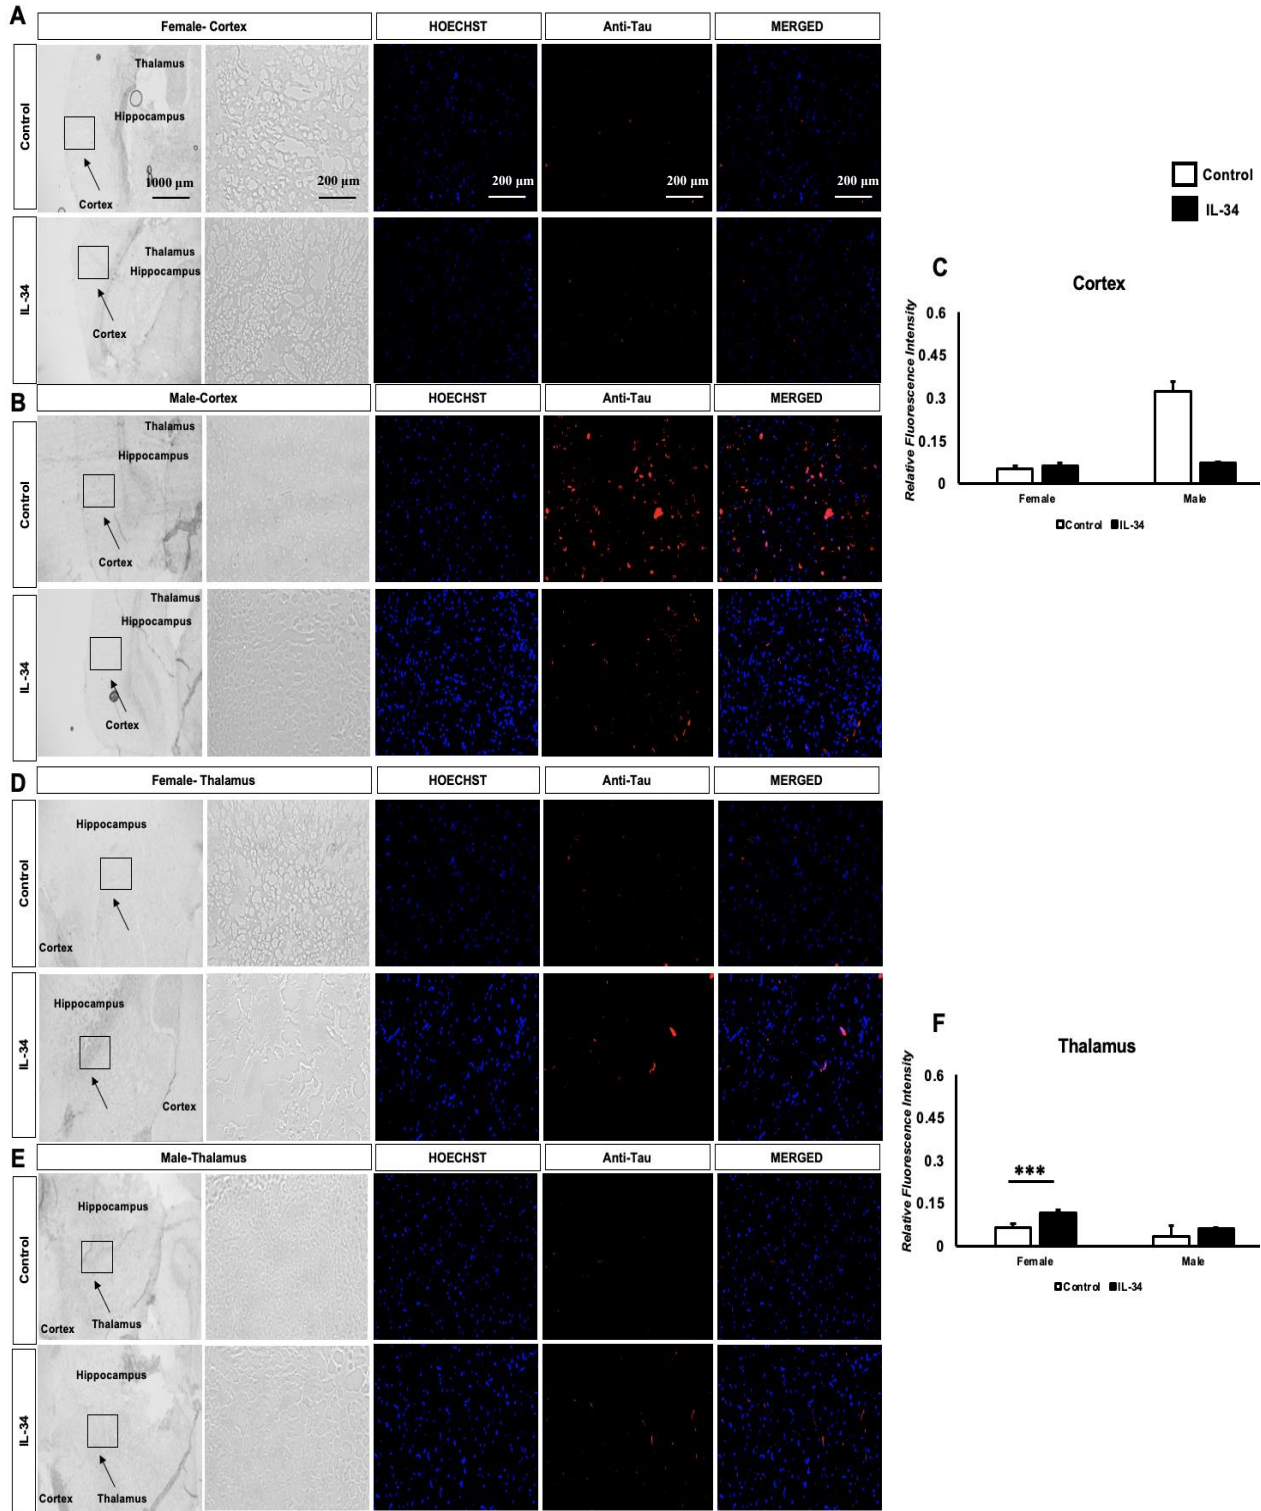 A
Female- Cortex
HOECHST
Anti-Tau
MERGED
Control
Thalamus
Hippocampus
1000 µm
Cortex
200 µm
200 µm
200 µm
200 µm
IL-34
Thalamus
Hippocampus
Cortex
B
Male-Cortex
HOECHST
Anti-Tau
MERGED
Control
Thalamus
Hippocampus
Cortex
IL-34
Thalamus
Hippocampus
Cortex
Control
IL-34
C
Cortex
Relative Fluorescence Intensity
0.6
0.45
0.3
0.15
0
Female
Male
Control IL-34
D
Female- Thalamus
HOECHST
Anti-Tau
MERGED
Control
Hippocampus
Cortex
IL-34
Hippocampus
Cortex
E
Male-Thalamus
HOECHST
Anti-Tau
MERGED
Control
Hippocampus
Thalamus
Cortex
IL-34
Hippocampus
Cortex
Thalamus
F
Thalamus
Relative Fluorescence Intensity
0.6
0.45
0.3
0.15
0
***
Female
Male
Control IL-34